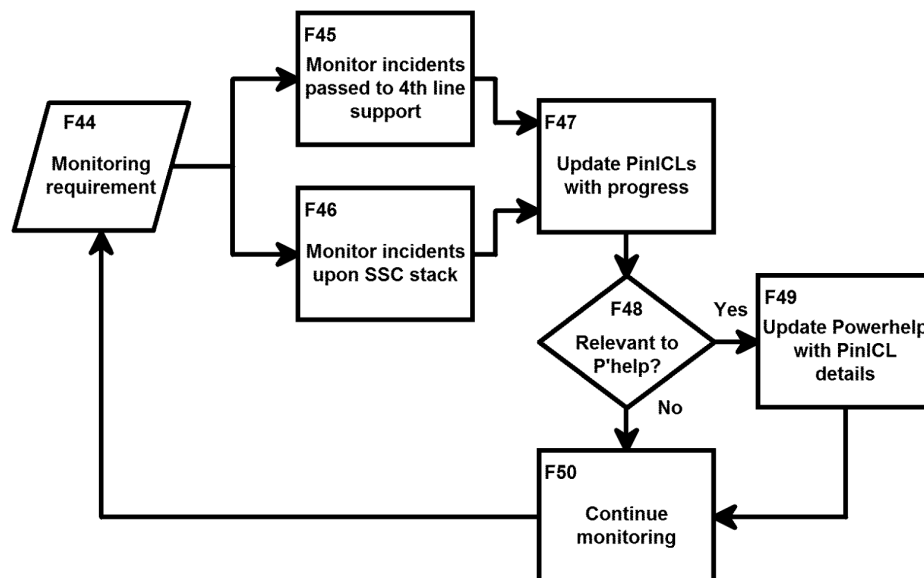 F44
Monitoring
requirement
F45
Monitor incidents
passed to 4th line
support
F46
Monitor incidents
upon SSC stack
F47
Update PinICLs
with progress
F48
Relevant to
P'help?
Yes
No
F49
Update Powerhelp
with PinICL
details
F50
Continue
monitoring